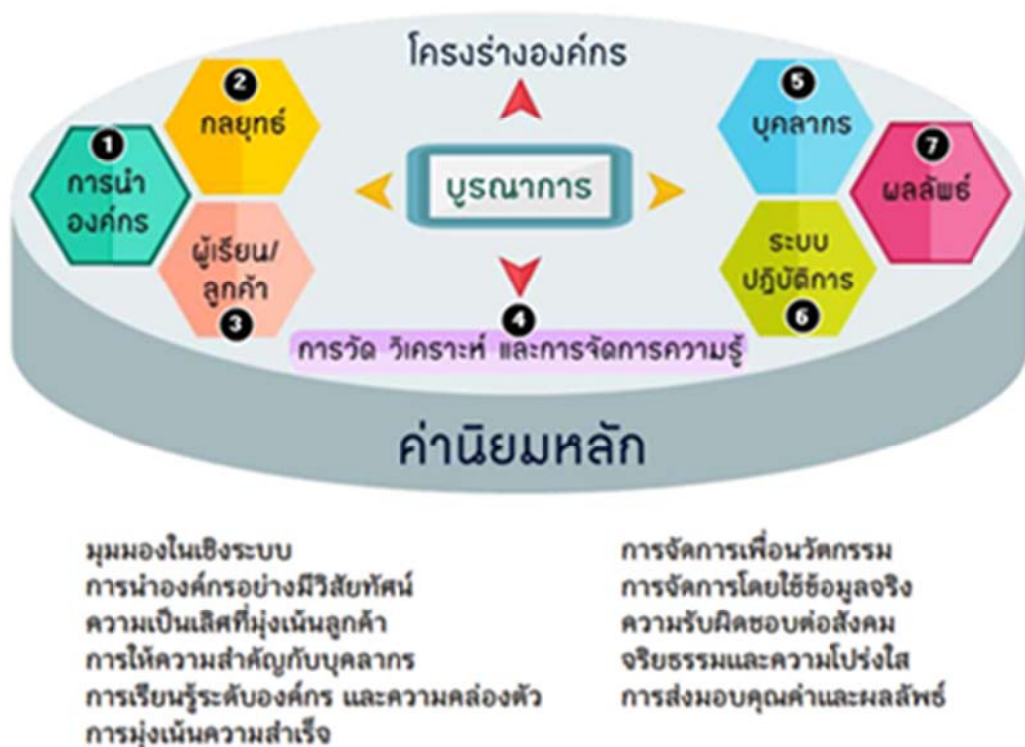 โครงร่างองค์กร
1
การนำ
องค์กร
2
กลยุทธ์
ผู้เรียน/
ลูกค้า
3
บูรณาการ
4
การวัด วิเคราะห์ และการจัดการความรู้
5
บุคลากร
ระบบ
ปฏิบัติการ
6
7
ผลลัพธ์
ค่านิยมหลัก
มุมมองในเชิงระบบ
การนำองค์กรอย่างมีวิสัยทัศน์
ความเป็นเลิศที่มุ่งเน้นลูกค้า
การให้ความสำคัญกับบุคลากร
การเรียนรู้ระดับองค์กร และความคล่องตัว
การมุ่งเน้นความสำเร็จ
การจัดการเพื่อนวัตกรรม
การจัดการโดยใช้ข้อมูลจริง
ความรับผิดชอบต่อสังคม
จริยธรรมและความโปร่งใส
การส่งมอบคุณค่าและผลลัพธ์